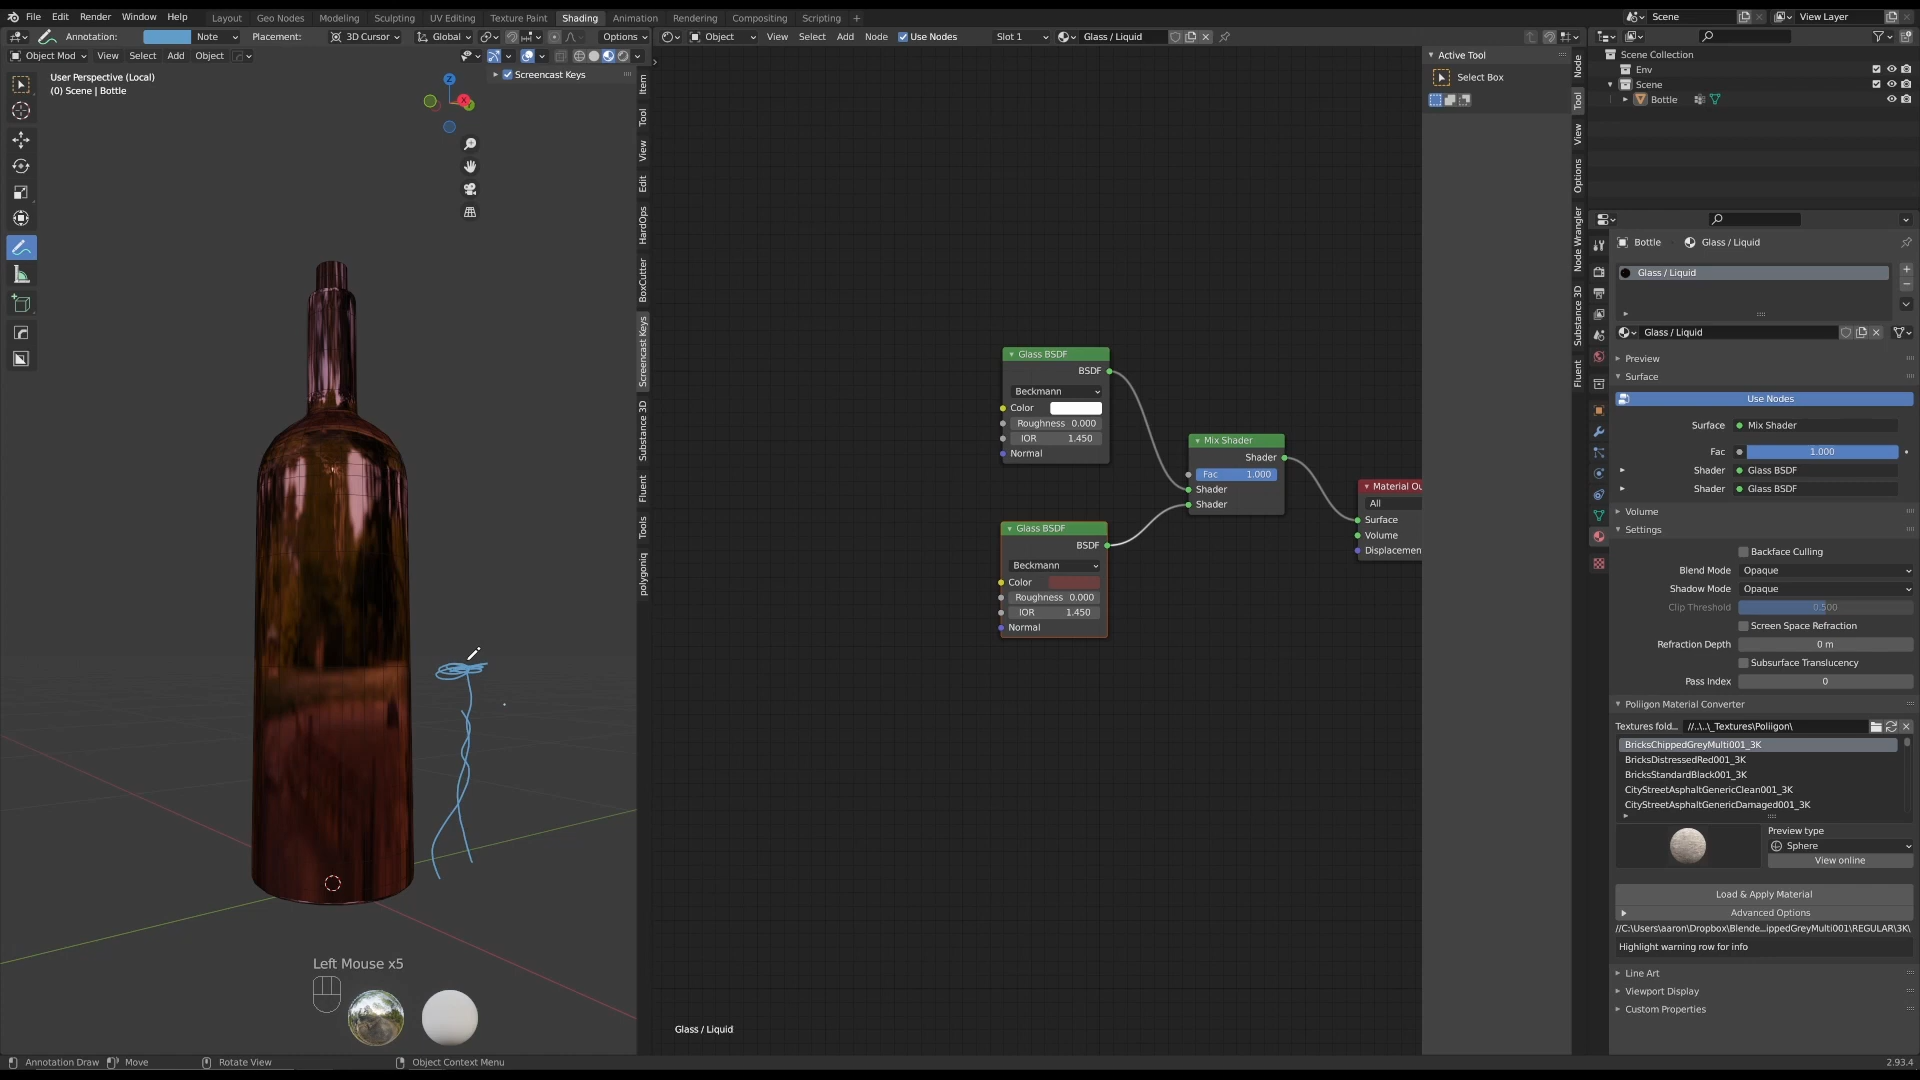 File Edit Render Window Help Layout Geo Nodes Modeling Sculpting UV Editing Texture Paint Shading Animation Rendering Compositing Scripting + Scene View Layer
Annotation: Note Placement: 3D Cursor Global Options Object View Select Add Node Use Nodes Slot 1 Glass / Liquid
Object Mod View Select Add Object
User Perspective (Local)
(0) Scene | Bottle
Screencast Keys
Z
X
Item
Tool
View
Edit
HardOps
BoxCutter
Screencast Keys
Substance 3D
Fluent
Tools
polygoniq
Glass BSDF
BSDF
Beckmann
Color
Roughness 0.000
IOR 1.450
Normal
Glass BSDF
BSDF
Beckmann
Color
Roughness 0.000
IOR 1.450
Normal
Mix Shader
Shader
Fac 1.000
Shader
Shader
Material Ou
All
Surface
Volume
Displacemen
Active Tool
Select Box
Node
Tool
View
Options
Node Wrangler
Substance 3D
Fluent
Scene Collection
Env
Scene
Bottle
Bottle Glass / Liquid
Glass / Liquid
Glass / Liquid
Preview
Surface
Use Nodes
Surface Mix Shader
Fac 1.000
Shader Glass BSDF
Shader Glass BSDF
Volume
Settings
Backface Culling
Blend Mode Opaque
Shadow Mode Opaque
Clip Threshold 0.500
Screen Space Refraction
Refraction Depth 0 m
Subsurface Translucency
Pass Index 0
Poliigon Material Converter
Textures fold... //..\..\_Textures\Poliigon\
BricksChippedGreyMulti001_3K
BricksDistressedRed001_3K
BricksStandardBlack001_3K
CityStreetAsphaltGenericClean001_3K
CityStreetAsphaltGenericDamaged001_3K
Preview type
Sphere
View online
Load & Apply Material
Advanced Options
//C:\Users\aaron\Dropbox\Blende...ippedGreyMulti001\REGULAR\3K\
Highlight warning row for info
Line Art
Viewport Display
Custom Properties
Left Mouse x5
Glass / Liquid
Annotation Draw Move Rotate View Object Context Menu 2.93.4